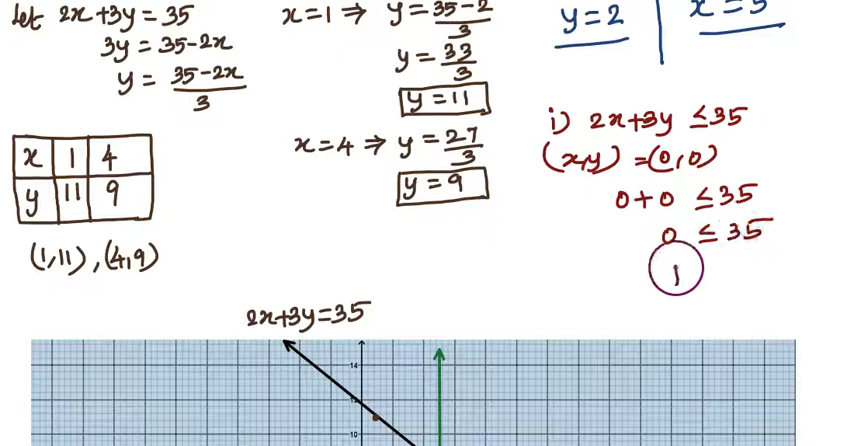 let 2x+3y=35
3y=35-2x
y=(35-2x)/3
x | 1 | 4
y | 11 | 9
(1,11),(4,9)
x=1⇒ y=(35-2)/3
y=33/3
y=11
x=4⇒ y=27/3
y=9
y=2 | x=5
i) 2x+3y ≤35
(x,y)=(0,0)
0+0 ≤35
0 ≤35
1
2x+3y=35
14
12
10